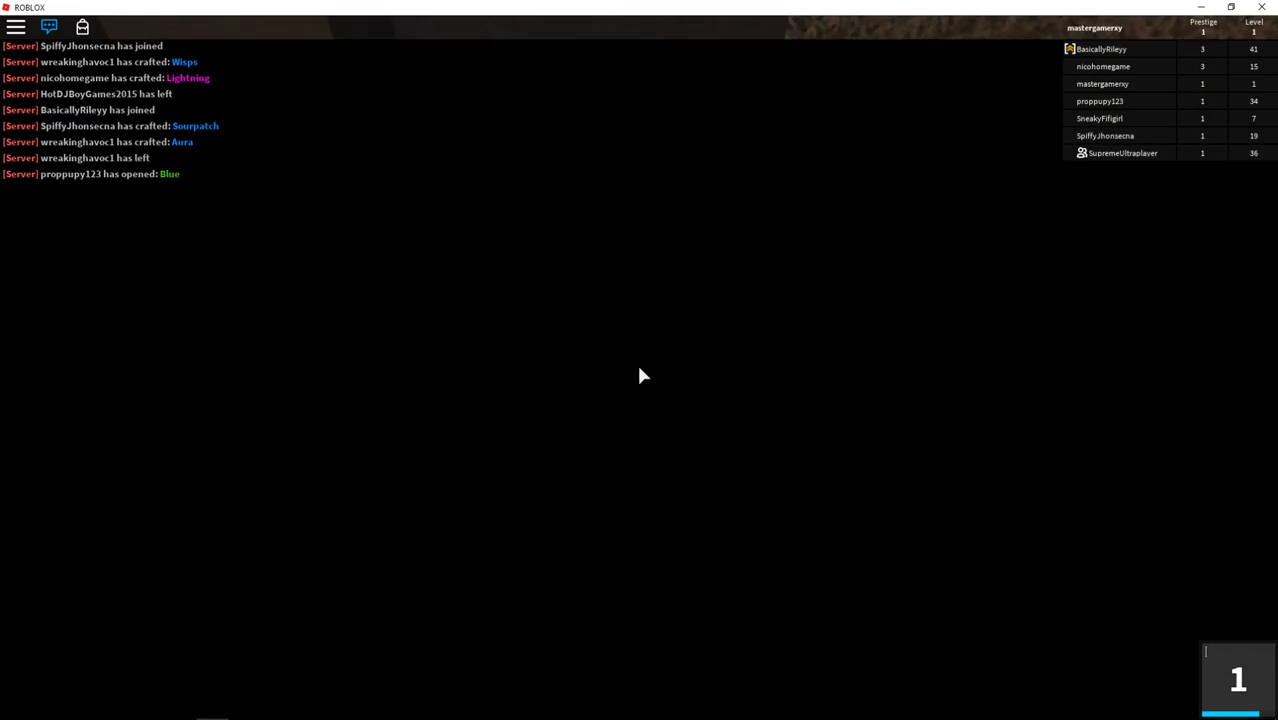 ROBLOX
[Server] SpiffyJhonsecna has joined
[Server] wreakinghavoc1 has crafted: Wisps
[Server] nicohomegame has crafted: Lightning
[Server] HotDJBoyGames2015 has left
[Server] BasicallyRileyy has joined
[Server] SpiffyJhonsecna has crafted: Sourpatch
[Server] wreakinghavoc1 has crafted: Aura
[Server] wreakinghavoc1 has left
[Server] proppupy123 has opened: Blue
mastergamerxy Prestige 1 Level 1
BasicallyRileyy 3 41
nicohomegame 3 15
mastergamerxy 1 1
proppupy123 1 34
SneakyFifigirl 1 7
SpiffyJhonsecna 1 19
SupremeUltraplayer 1 36
1